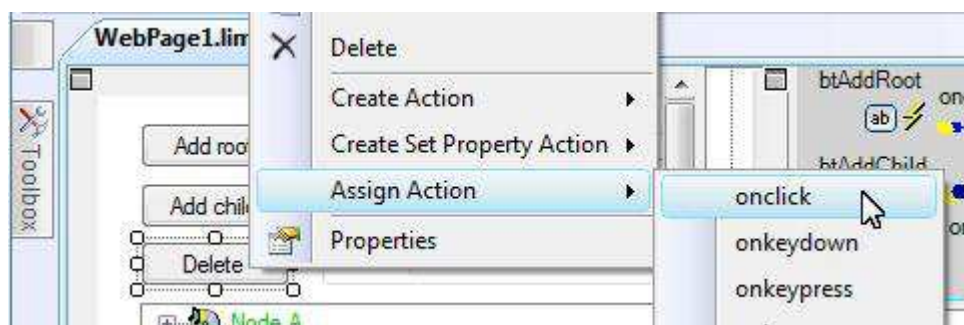 WebPage1.lim
Delete
Create Action
Create Set Property Action
Assign Action
Properties
Toolbox
Add roo
Add chil
Delete
Node A
btAddRoot
ab
on
btAddChild
onclick
onkeydown
onkeypress